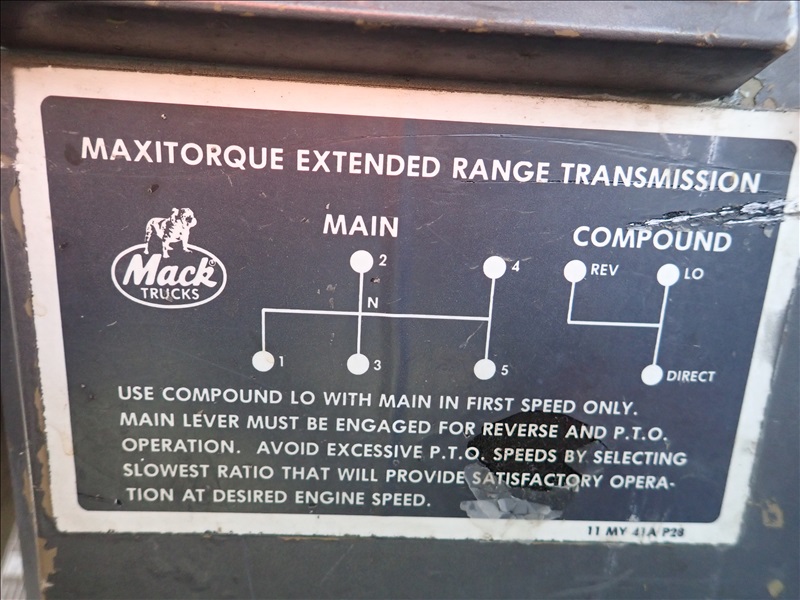 MAXITORQUE EXTENDED RANGE TRANSMISSION
MAIN
COMPOUND
2
4
REV
LO
Mack®
TRUCKS
N
1
3
5
DIRECT
USE COMPOUND LO WITH MAIN IN FIRST SPEED ONLY.
MAIN LEVER MUST BE ENGAGED FOR REVERSE AND P.T.O.
OPERATION. AVOID EXCESSIVE P.T.O. SPEEDS BY SELECTING
SLOWEST RATIO THAT WILL PROVIDE SATISFACTORY OPERA-
TION AT DESIRED ENGINE SPEED.
11 MY 41A P28